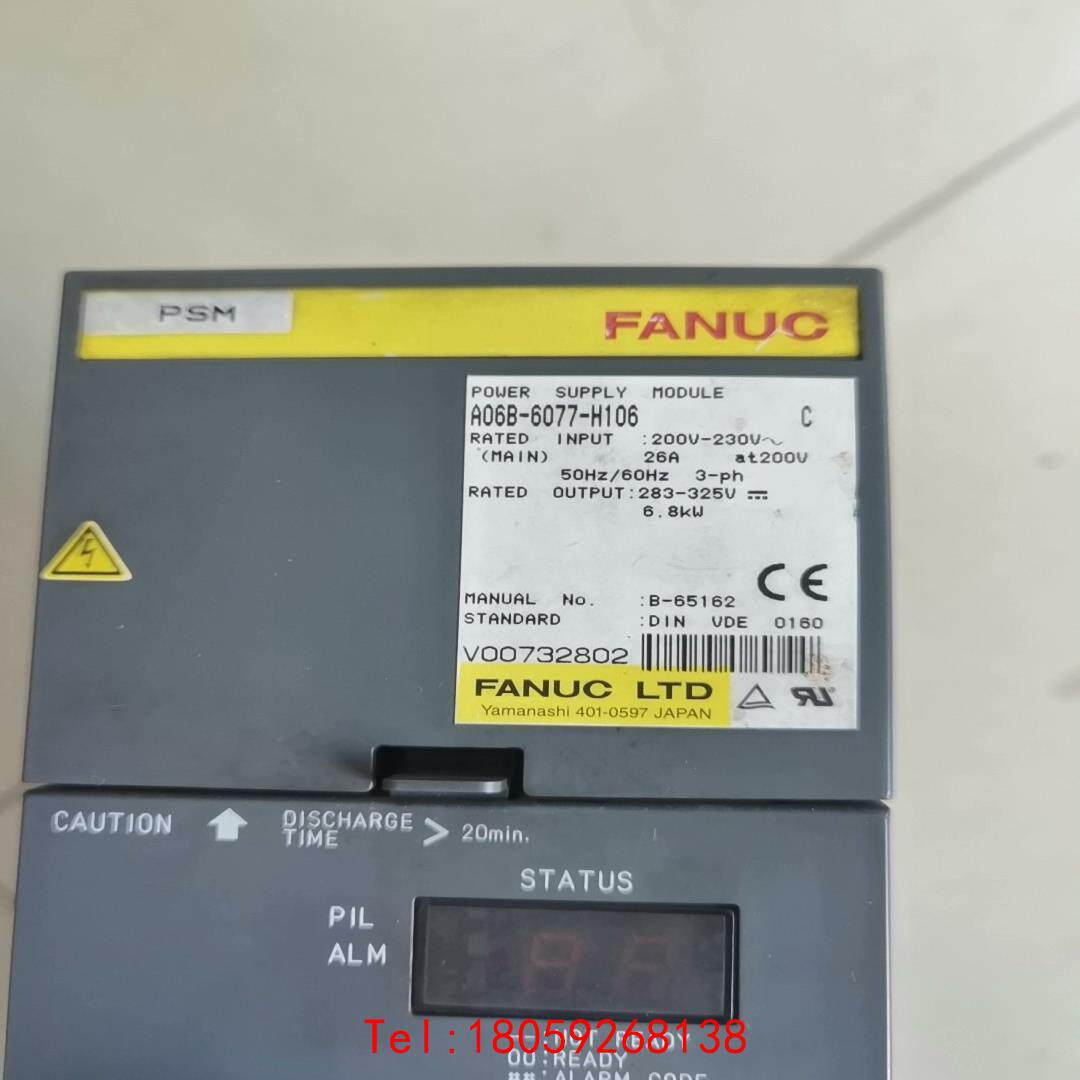 PSM
FANUC
POWER SUPPLY MODULE
A06B-6077-H106 C
RATED INPUT :200V-230V~
(MAIN) 26A at200V
50Hz/60Hz 3-ph
RATED OUTPUT:283-325V ⎓
6.8kW
CE
MANUAL No. :B-65162
STANDARD :DIN VDE 0160
V00732802
FANUC LTD
Yamanashi 401-0597 JAPAN
CAUTION ⬆ DISCHARGE TIME > 20min.
STATUS
PIL
ALM
Tel:18059268138
--:NOT READY
00:READY
##:ALARM CODE